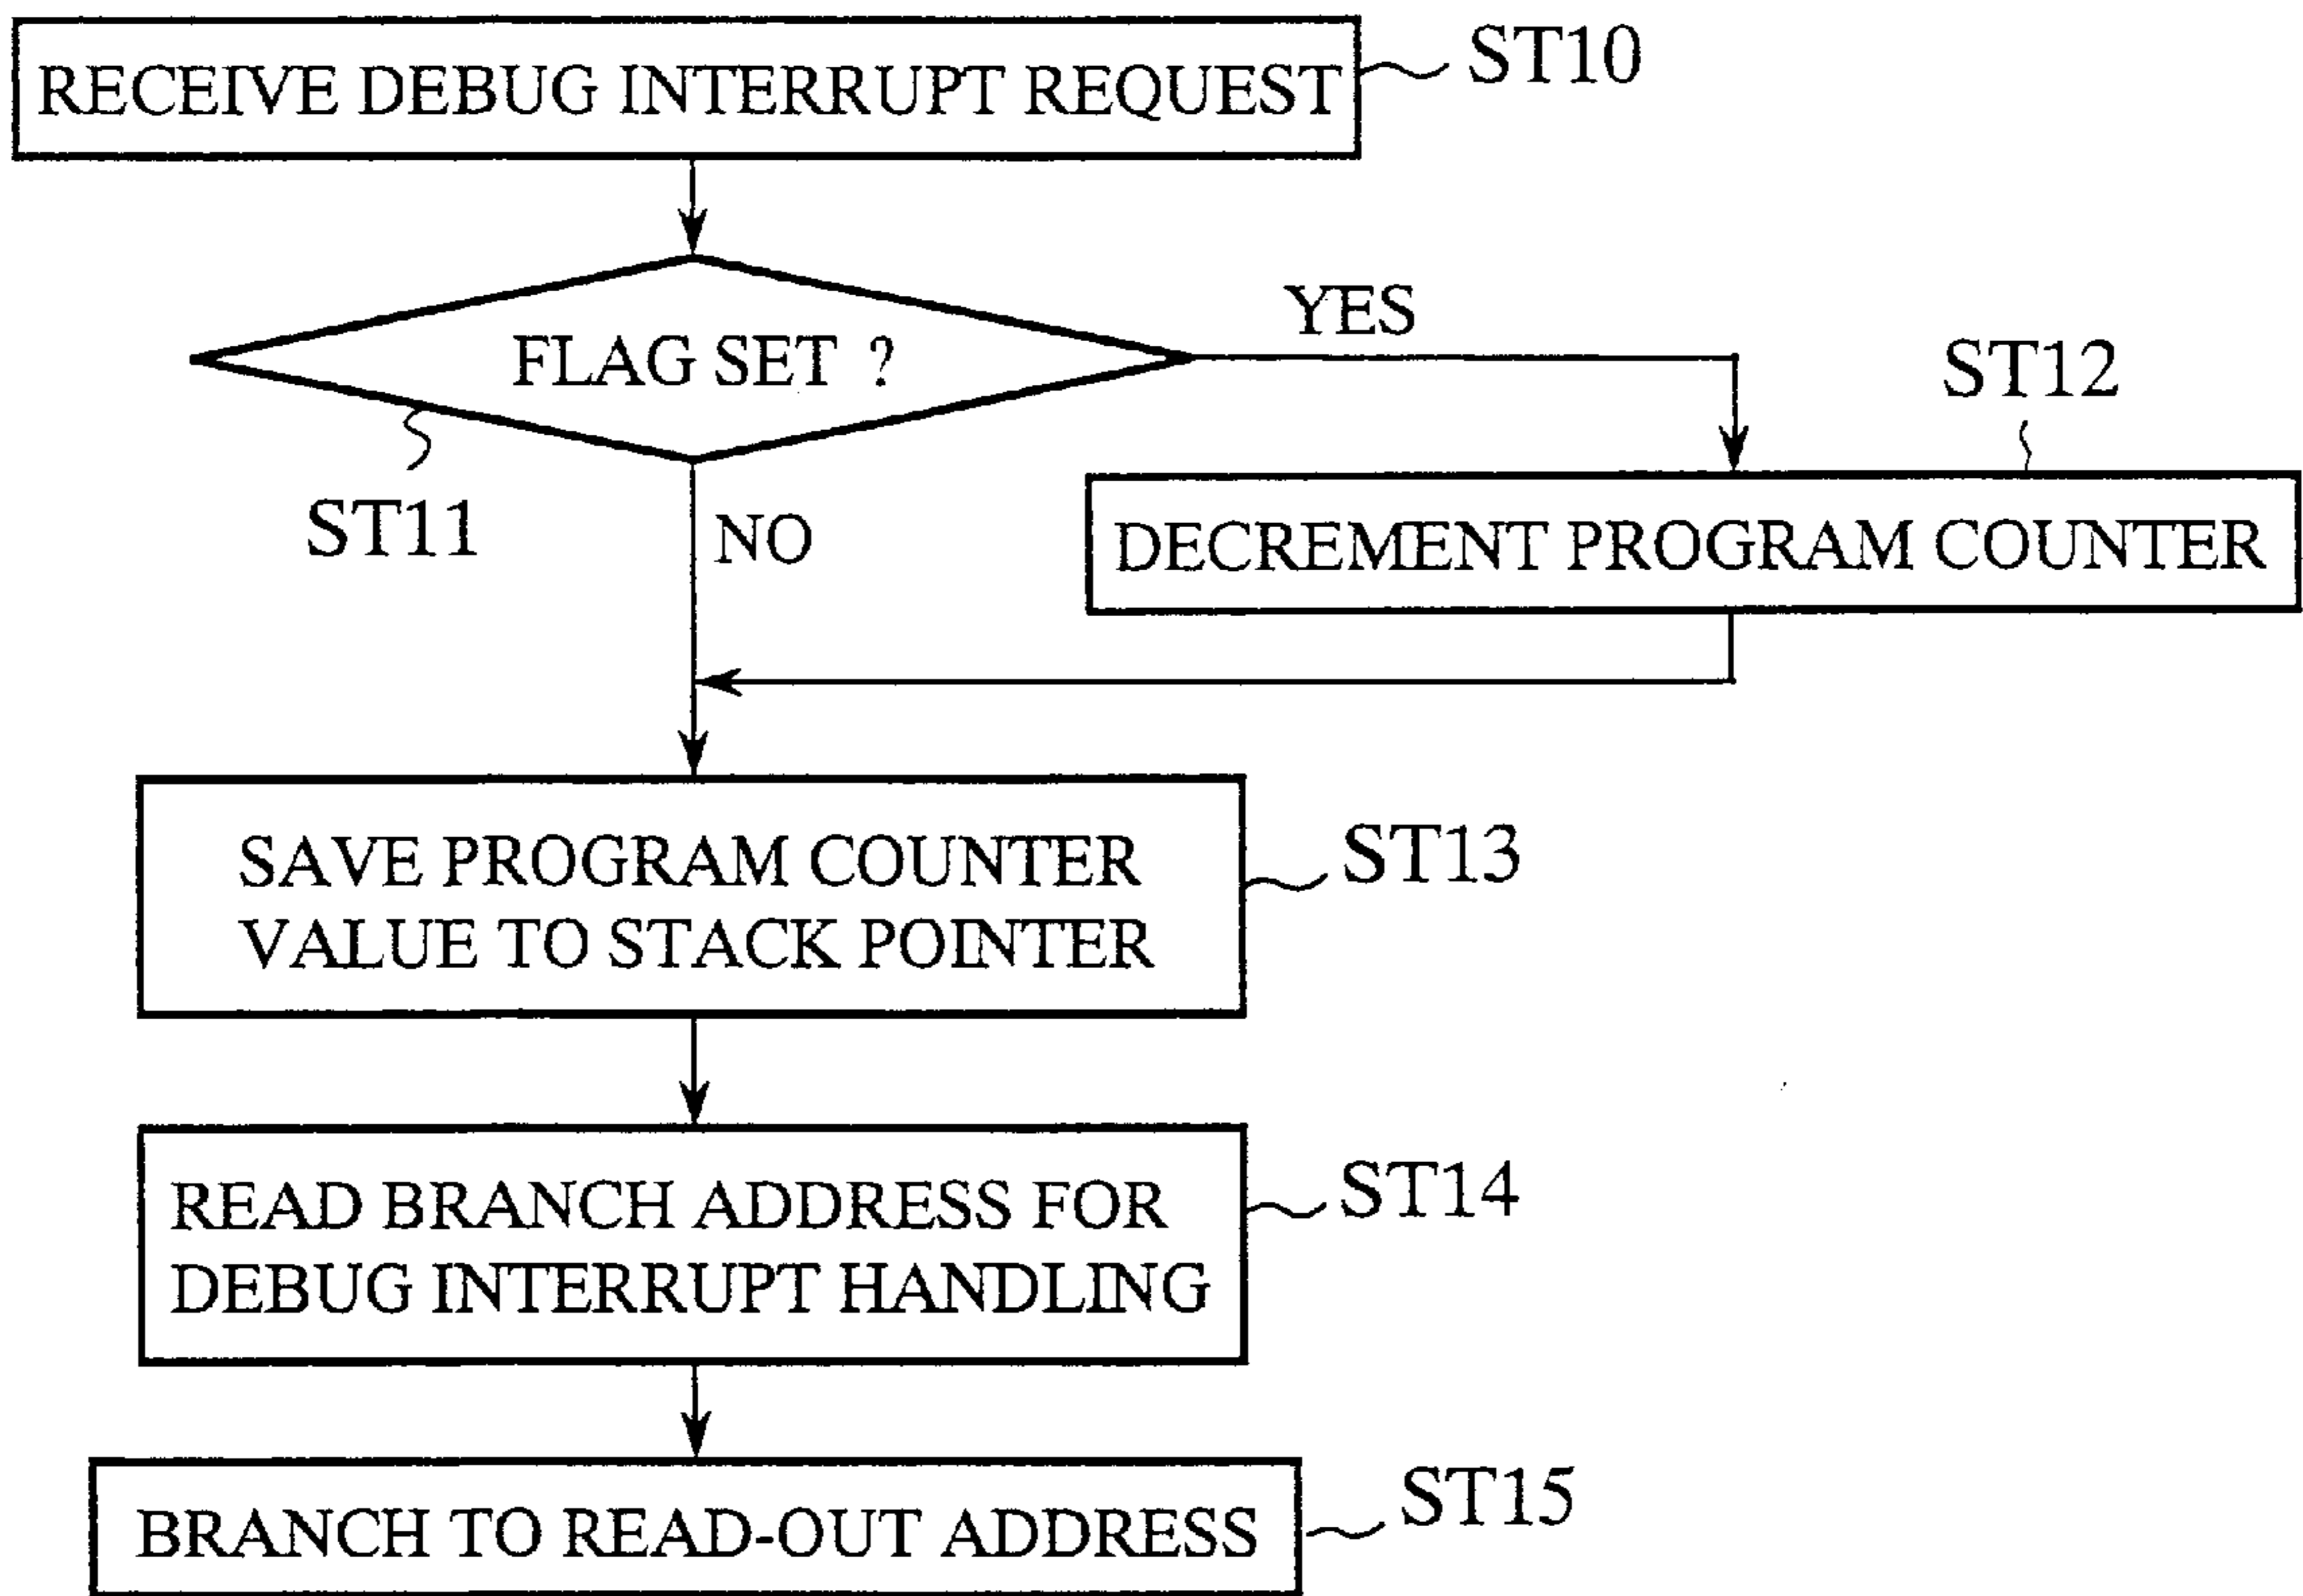 RECEIVE DEBUG INTERRUPT REQUEST
ST10
FLAG SET ?
YES
ST11
NO
ST12
DECREMENT PROGRAM COUNTER
SAVE PROGRAM COUNTER
VALUE TO STACK POINTER
ST13
READ BRANCH ADDRESS FOR
DEBUG INTERRUPT HANDLING
ST14
BRANCH TO READ-OUT ADDRESS
ST15